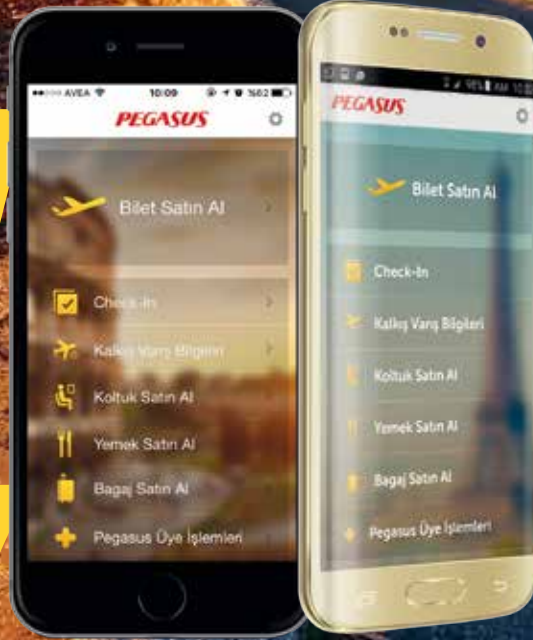 AVEA 10:09 %62
PEGASUS
Bilet Satın Al
Check-In
Kalkış Varış Bilgileri
Koltuk Satın Al
Yemek Satın Al
Bagaj Satın Al
Pegasus Üye İşlemleri
PEGASUS
Bilet Satın Al
Check-In
Kalkış Varış Bilgileri
Koltuk Satın Al
Yemek Satın Al
Bagaj Satın Al
Pegasus Üye İşlemleri